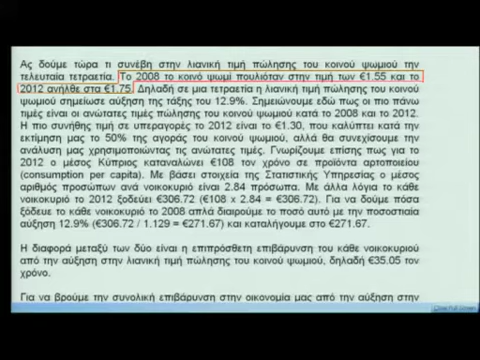 Ας δούμε τώρα τι συνέβη στην λιανική τιμή πώλησης του κοινού ψωμιού την
τελευταία τετραετία. Το 2008 το κοινό ψωμί πουλιόταν στην τιμή των €1.55 και το
2012 ανήλθε στα €1.75. Δηλαδή σε μια τετραετία η λιανική τιμή πώλησης του κοινού
ψωμιού σημείωσε αύξηση της τάξης του 12.9%. Σημειώνουμε εδώ πως οι πιο πάνω
τιμές είναι οι ανώτατες τιμές πώλησης του κοινού ψωμιού κατά το 2008 και το 2012.
Η πιο συνήθης τιμή σε υπεραγορές το 2012 είναι το €1.30, που καλύπτει κατά την
εκτίμηση μας το 50% της αγοράς του κοινού ψωμιού, αλλά θα συνεχίσουμε την
ανάλυση μας χρησιμοποιώντας τις ανώτατες τιμές. Γνωρίζουμε επίσης πως για το
2012 ο μέσος Κύπριος καταναλώνει €108 τον χρόνο σε προϊόντα αρτοποιείου
(consumption per capita). Με βάση στοιχεία της Στατιστικής Υπηρεσίας ο μέσος
αριθμός προσώπων ανά νοικοκυριό είναι 2.84 πρόσωπα. Με άλλα λόγια το κάθε
νοικοκυριό το 2012 ξοδεύει €306.72 (€108 x 2.84 = €306.72). Για να δούμε πόσα
ξόδευε το κάθε νοικοκυριό το 2008 απλά διαιρούμε το ποσό αυτό με την ποσοστιαία
αύξηση 12.9% (€306.72 / 1.129 = €271.67) και καταλήγουμε στο €271.67.
Η διαφορά μεταξύ των δύο είναι η επιπρόσθετη επιβάρυνση του κάθε νοικοκυριού
από την αύξηση στην λιανική τιμή πώλησης του κοινού ψωμιού, δηλαδή €35.05 τον
χρόνο.
Για να βρούμε την συνολική επιβάρυνση στην οικονομία μας από την αύξηση στην
Close Full Screen